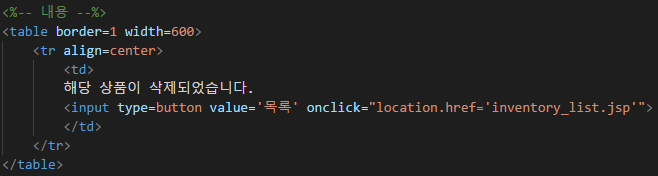 <%-- 내용 --%>
<table border=1 width=600>
<tr align=center>
<td>
해당 상품이 삭제되었습니다.
<input type=button value='목록' onclick="location.href='inventory_list.jsp'">
</td>
</tr>
</table>